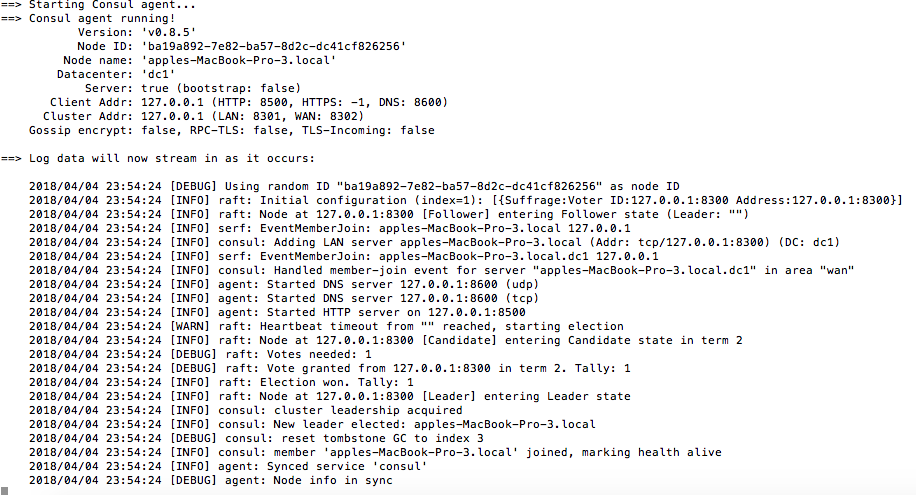 ==> Starting Consul agent...
==> Consul agent running!
Version: 'v0.8.5'
Node ID: 'ba19a892-7e82-ba57-8d2c-dc41cf826256'
Node name: 'apples-MacBook-Pro-3.local'
Datacenter: 'dc1'
Server: true (bootstrap: false)
Client Addr: 127.0.0.1 (HTTP: 8500, HTTPS: -1, DNS: 8600)
Cluster Addr: 127.0.0.1 (LAN: 8301, WAN: 8302)
Gossip encrypt: false, RPC-TLS: false, TLS-Incoming: false
==> Log data will now stream in as it occurs:
2018/04/04 23:54:24 [DEBUG] Using random ID "ba19a892-7e82-ba57-8d2c-dc41cf826256" as node ID
2018/04/04 23:54:24 [INFO] raft: Initial configuration (index=1): [{Suffrage:Voter ID:127.0.0.1:8300 Address:127.0.0.1:8300}]
2018/04/04 23:54:24 [INFO] raft: Node at 127.0.0.1:8300 [Follower] entering Follower state (Leader: "")
2018/04/04 23:54:24 [INFO] serf: EventMemberJoin: apples-MacBook-Pro-3.local 127.0.0.1
2018/04/04 23:54:24 [INFO] consul: Adding LAN server apples-MacBook-Pro-3.local (Addr: tcp/127.0.0.1:8300) (DC: dc1)
2018/04/04 23:54:24 [INFO] serf: EventMemberJoin: apples-MacBook-Pro-3.local.dc1 127.0.0.1
2018/04/04 23:54:24 [INFO] consul: Handled member-join event for server "apples-MacBook-Pro-3.local.dc1" in area "wan"
2018/04/04 23:54:24 [INFO] agent: Started DNS server 127.0.0.1:8600 (udp)
2018/04/04 23:54:24 [INFO] agent: Started DNS server 127.0.0.1:8600 (tcp)
2018/04/04 23:54:24 [INFO] agent: Started HTTP server on 127.0.0.1:8500
2018/04/04 23:54:24 [WARN] raft: Heartbeat timeout from "" reached, starting election
2018/04/04 23:54:24 [INFO] raft: Node at 127.0.0.1:8300 [Candidate] entering Candidate state in term 2
2018/04/04 23:54:24 [DEBUG] raft: Votes needed: 1
2018/04/04 23:54:24 [DEBUG] raft: Vote granted from 127.0.0.1:8300 in term 2. Tally: 1
2018/04/04 23:54:24 [INFO] raft: Election won. Tally: 1
2018/04/04 23:54:24 [INFO] raft: Node at 127.0.0.1:8300 [Leader] entering Leader state
2018/04/04 23:54:24 [INFO] consul: cluster leadership acquired
2018/04/04 23:54:24 [INFO] consul: New leader elected: apples-MacBook-Pro-3.local
2018/04/04 23:54:24 [DEBUG] consul: reset tombstone GC to index 3
2018/04/04 23:54:24 [INFO] consul: member 'apples-MacBook-Pro-3.local' joined, marking health alive
2018/04/04 23:54:24 [INFO] agent: Synced service 'consul'
2018/04/04 23:54:24 [DEBUG] agent: Node info in sync